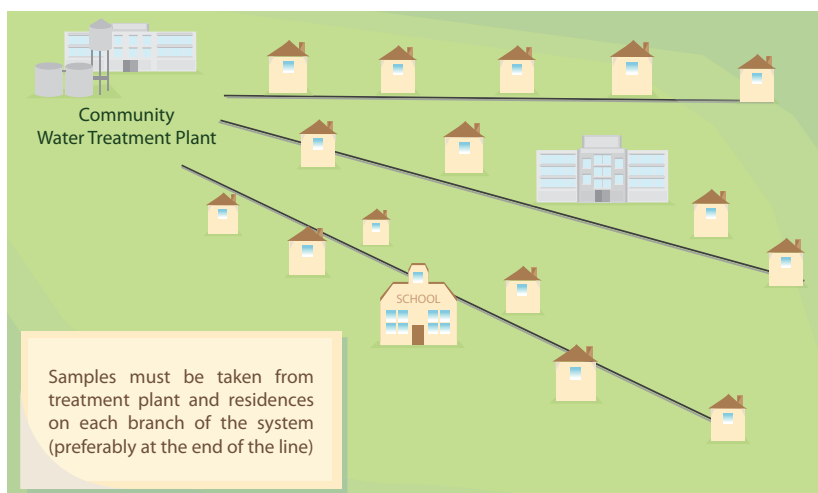 Community
Water Treatment Plant
SCHOOL
Samples must be taken from
treatment plant and residences
on each branch of the system
(preferably at the end of the line)